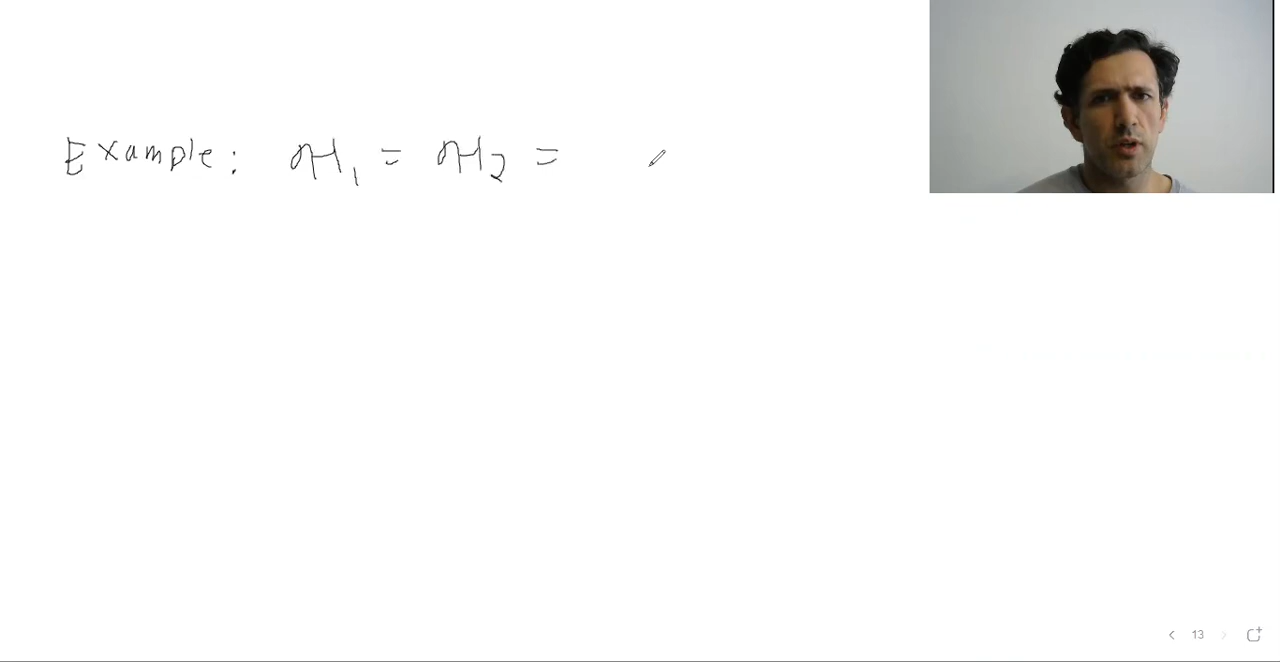 Example: ℋ₁ = ℋ₂ =
13